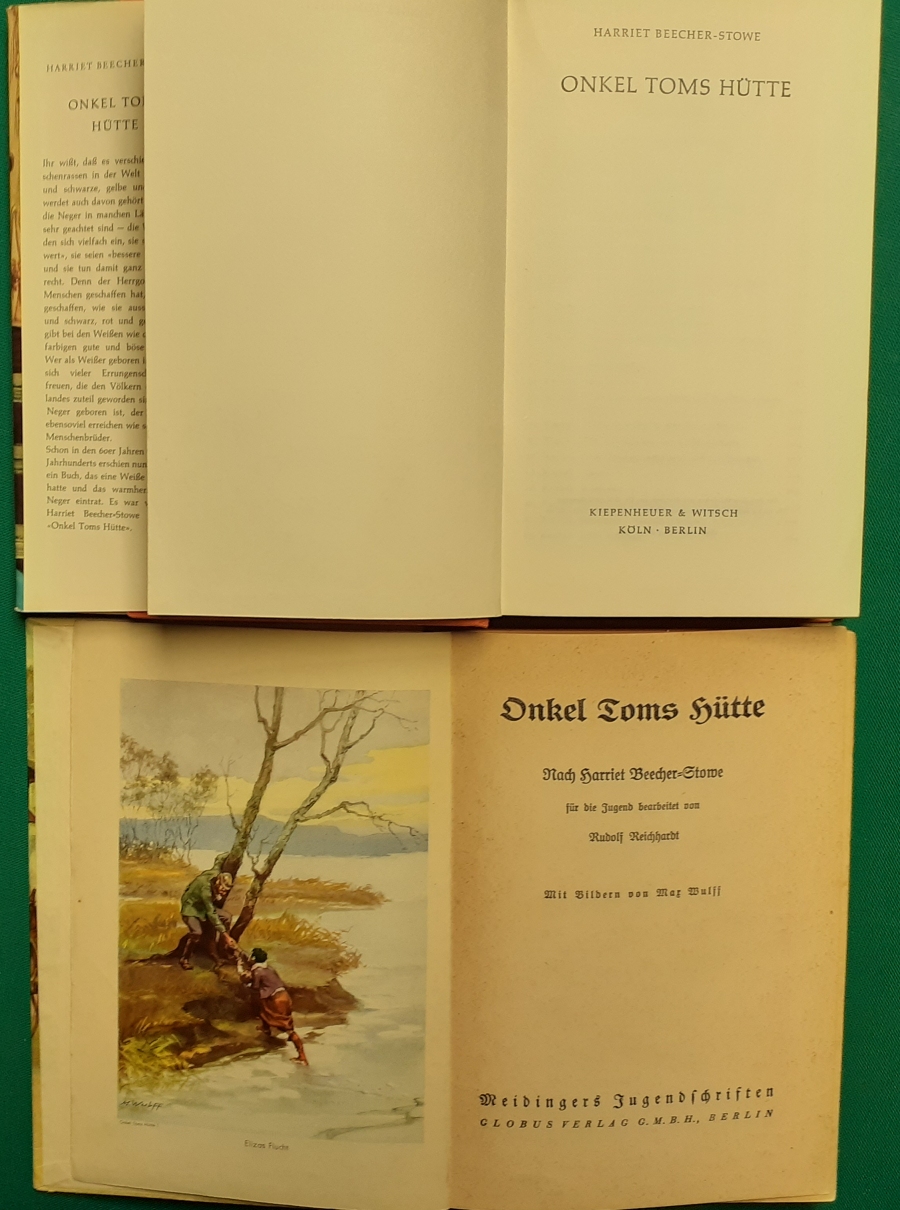 HARRIET BEECHER
ONKEL TO
HÜTTE
Ihr wißt, daß es verschie
schenrassen in der Welt
und schwarze, gelbe un
werdet auch davon gehört
die Neger in manchen Lä
sehr geachtet sind — die
den sich vielfach ein, sie
wert», sie seien «bessere
und sie tun damit ganz
recht. Denn der Herrgo
Menschen geschaffen hat,
geschaffen, wie sie auss
und schwarz, rot und ge
gibt bei den Weißen wie
farbigen gute und böse
Wer als Weißer geboren i
sich vieler Errungensc
freuen, die den Völkern
landes zuteil geworden si
Neger geboren ist, der
ebensoviel erreichen wie
Menschenbrüder.
Schon in den 60er Jahren
Jahrhunderts erschien nun
ein Buch, das eine Weiße
hatte und das warmher
Neger eintrat. Es war
Harriet Beecher-Stowe
«Onkel Toms Hütte».
HARRIET BEECHER-STOWE
ONKEL TOMS HÜTTE
KIEPENHEUER & WITSCH
KÖLN · BERLIN
M. Wulff
Elizas Flucht
Onkel Toms Hütte
Nach Harriet Beecher-Stowe
für die Jugend bearbeitet von
Rudolf Reichhardt
Mit Bildern von Max Wulff
Meidingers Jugendschriften
GLOBUS VERLAG G.M.B.H., BERLIN